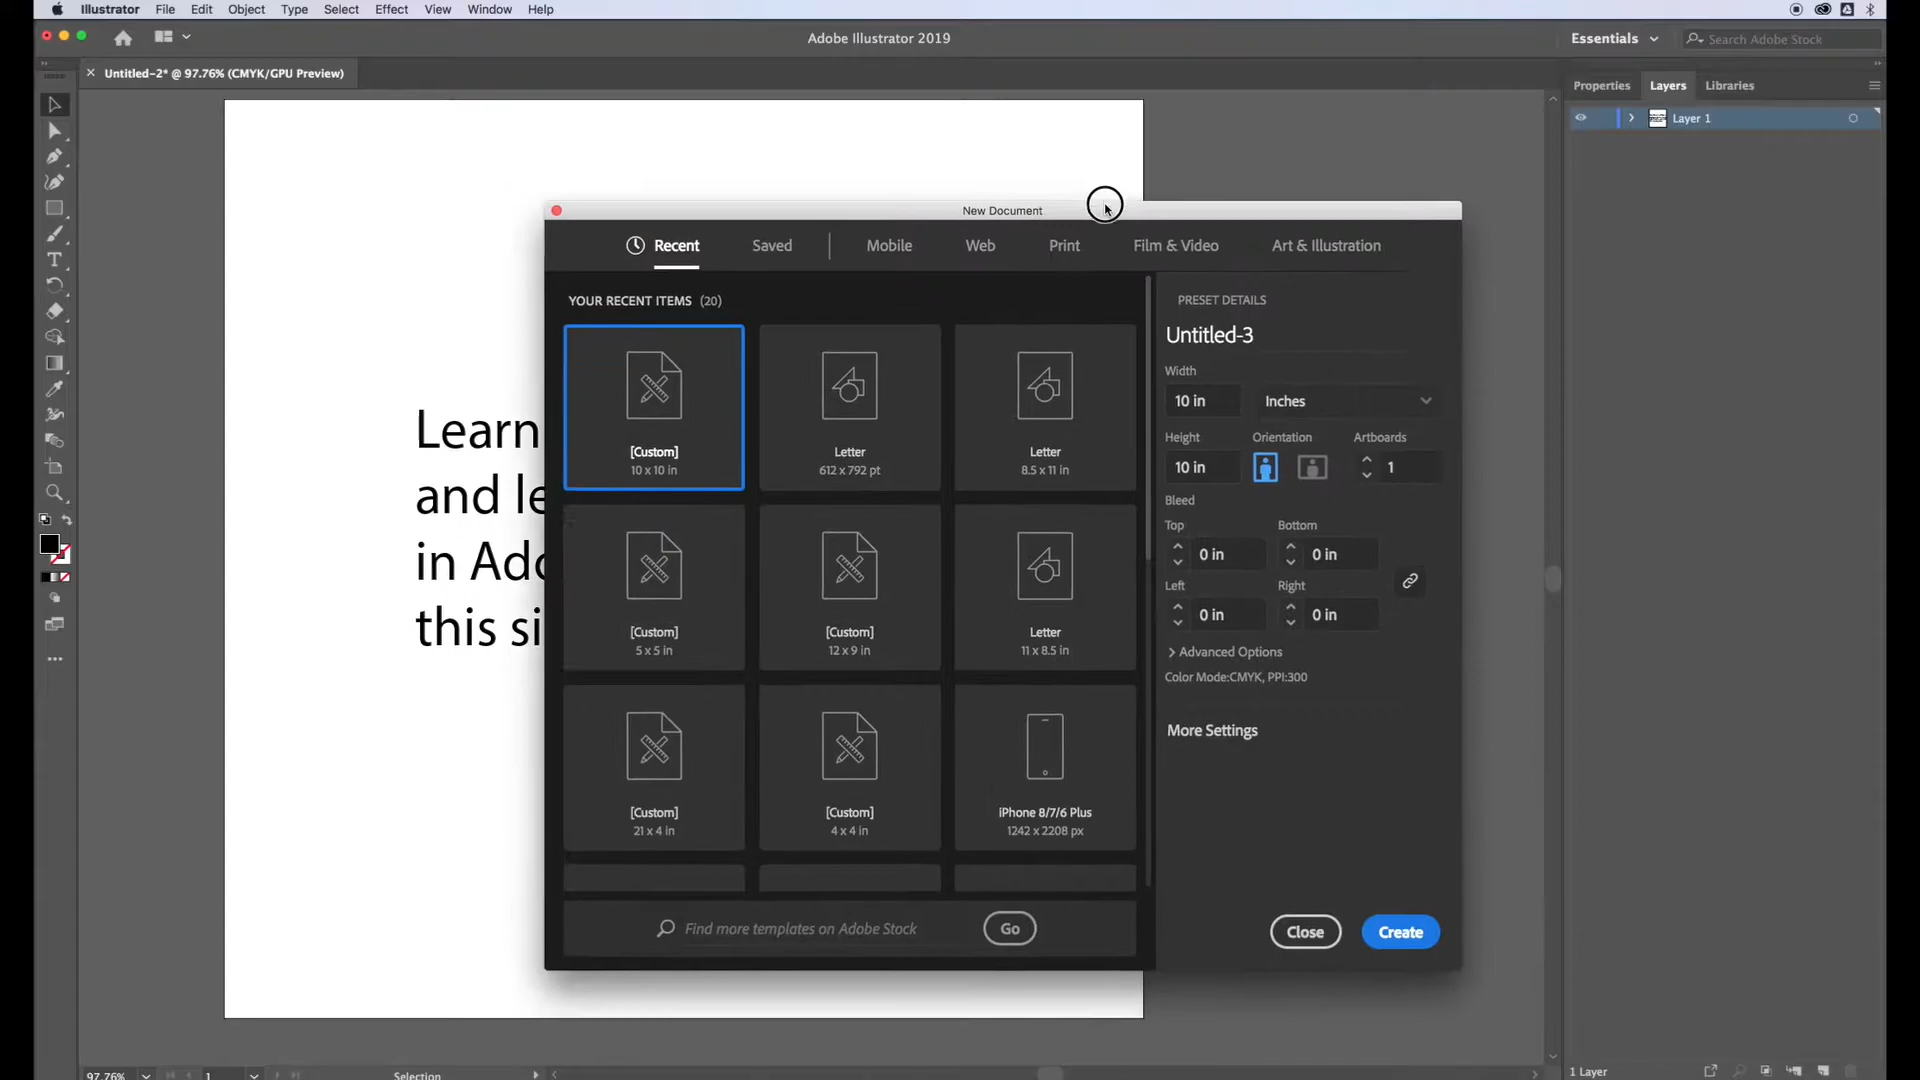 Illustrator File Edit Object Type Select Effect View Window Help
Adobe Illustrator 2019
Essentials
Search Adobe Stock
Untitled-2* @ 97.76% (CMYK/GPU Preview)
Properties Layers Libraries
Layer 1
New Document
Recent Saved Mobile Web Print Film & Video Art & Illustration
YOUR RECENT ITEMS (20)
[Custom]
10 x 10 in
Letter
612 x 792 pt
Letter
8.5 x 11 in
[Custom]
5 x 5 in
[Custom]
12 x 9 in
Letter
11 x 8.5 in
[Custom]
21 x 4 in
[Custom]
4 x 4 in
iPhone 8/7/6 Plus
1242 x 2208 px
Find more templates on Adobe Stock
Go
PRESET DETAILS
Untitled-3
Width
10 in Inches
Height Orientation Artboards
10 in 1
Bleed
Top Bottom
0 in 0 in
Left Right
0 in 0 in
Advanced Options
Color Mode:CMYK, PPI:300
More Settings
Close Create
Learn
and le
in Ado
this si
97.76% 1 Selection
1 Layer